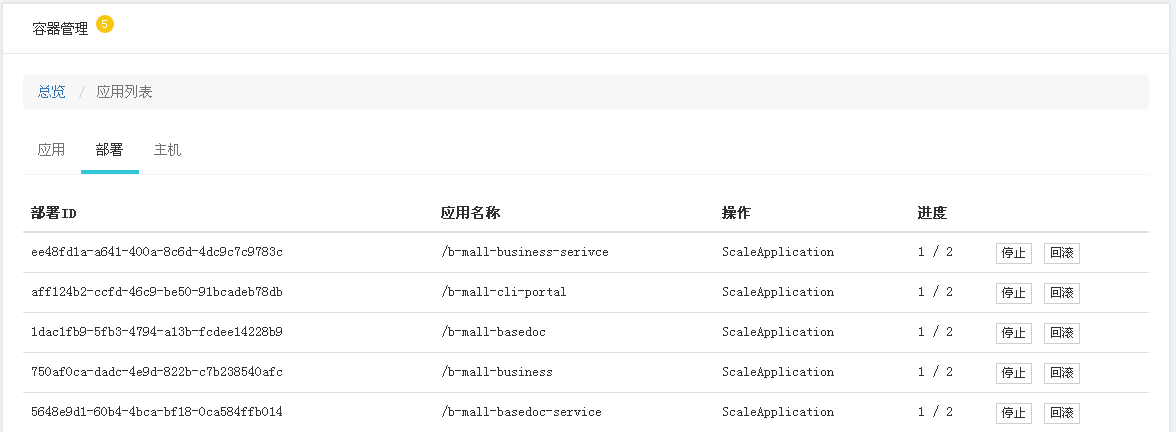 容器管理 5
总览 / 应用列表
应用 部署 主机
部署ID 应用名称 操作 进度
ee48fd1a-a641-400a-8c6d-4dc9c7c9783c /b-mall-business-serivce ScaleApplication 1 / 2 停止 回滚
aff124b2-ccfd-46c9-be50-91bcadeb78db /b-mall-cli-portal ScaleApplication 1 / 2 停止 回滚
1dac1fb9-5fb3-4794-a13b-fcdee14228b9 /b-mall-basedoc ScaleApplication 1 / 2 停止 回滚
750af0ca-dadc-4e9d-822b-c7b238540afc /b-mall-business ScaleApplication 1 / 2 停止 回滚
5648e9d1-60b4-4bca-bf18-0ca584ffb014 /b-mall-basedoc-service ScaleApplication 1 / 2 停止 回滚